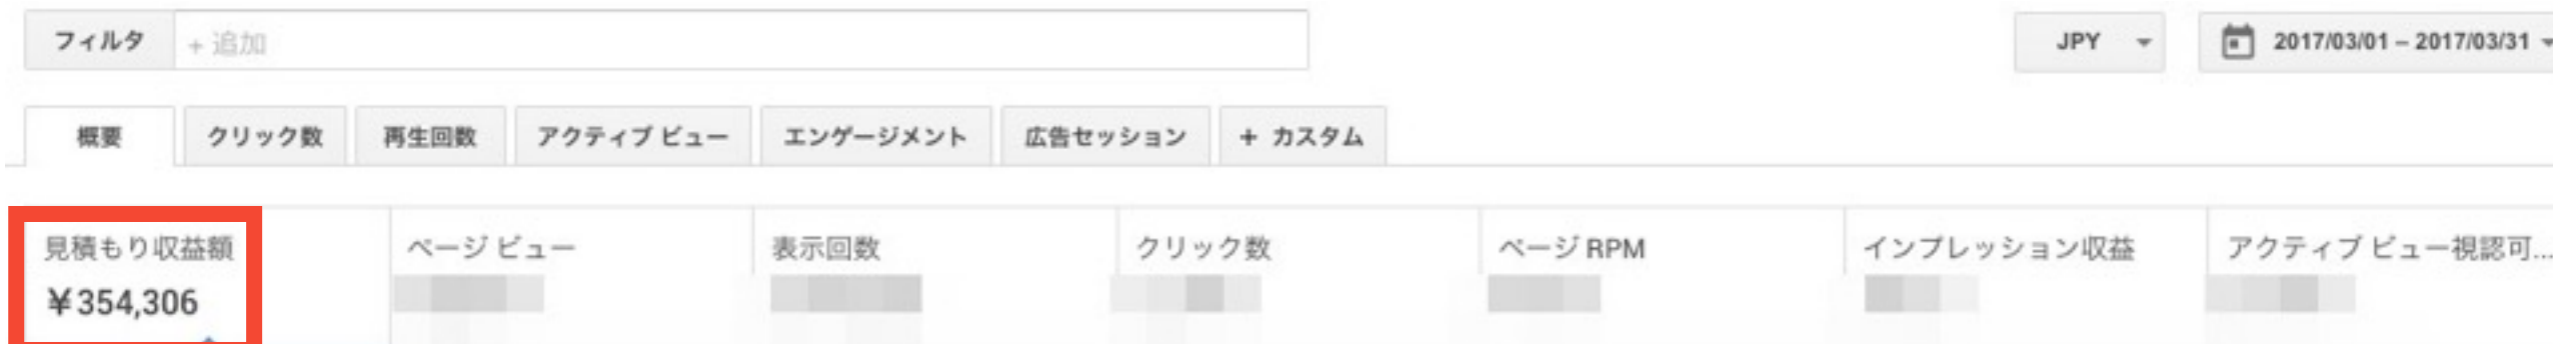 フィルタ + 追加 JPY 2017/03/01 – 2017/03/31
概要 クリック数 再生回数 アクティブ ビュー エンゲージメント 広告セッション + カスタム
見積もり収益額 ページ ビュー 表示回数 クリック数 ページ RPM インプレッション収益 アクティブ ビュー視認可...
¥354,306